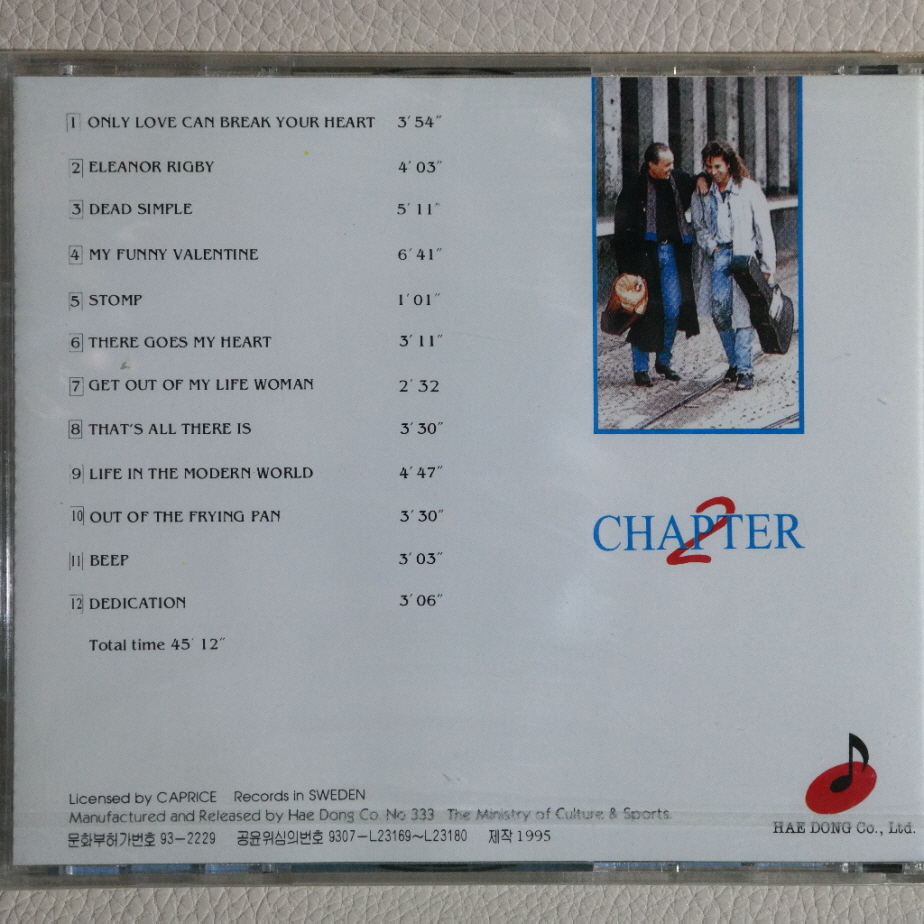 1 ONLY LOVE CAN BREAK YOUR HEART 3´54˝
2 ELEANOR RIGBY 4´03˝
3 DEAD SIMPLE 5´11˝
4 MY FUNNY VALENTINE 6´41˝
5 STOMP 1´01˝
6 THERE GOES MY HEART 3´11˝
7 GET OUT OF MY LIFE WOMAN 2´32
8 THAT'S ALL THERE IS 3´30˝
9 LIFE IN THE MODERN WORLD 4´47˝
10 OUT OF THE FRYING PAN 3´30˝
11 BEEP 3´03˝
12 DEDICATION 3´06˝
Total time 45´12˝
CHAPTER 2
Licensed by CAPRICE Records in SWEDEN
Manufactured and Released by Hae Dong Co. No 333 The Ministry of Culture & Sports.
문화부허가번호 93-2229 공윤위심의번호 9307-L23169~L23180 제작 1995
HAE DONG Co., Ltd.